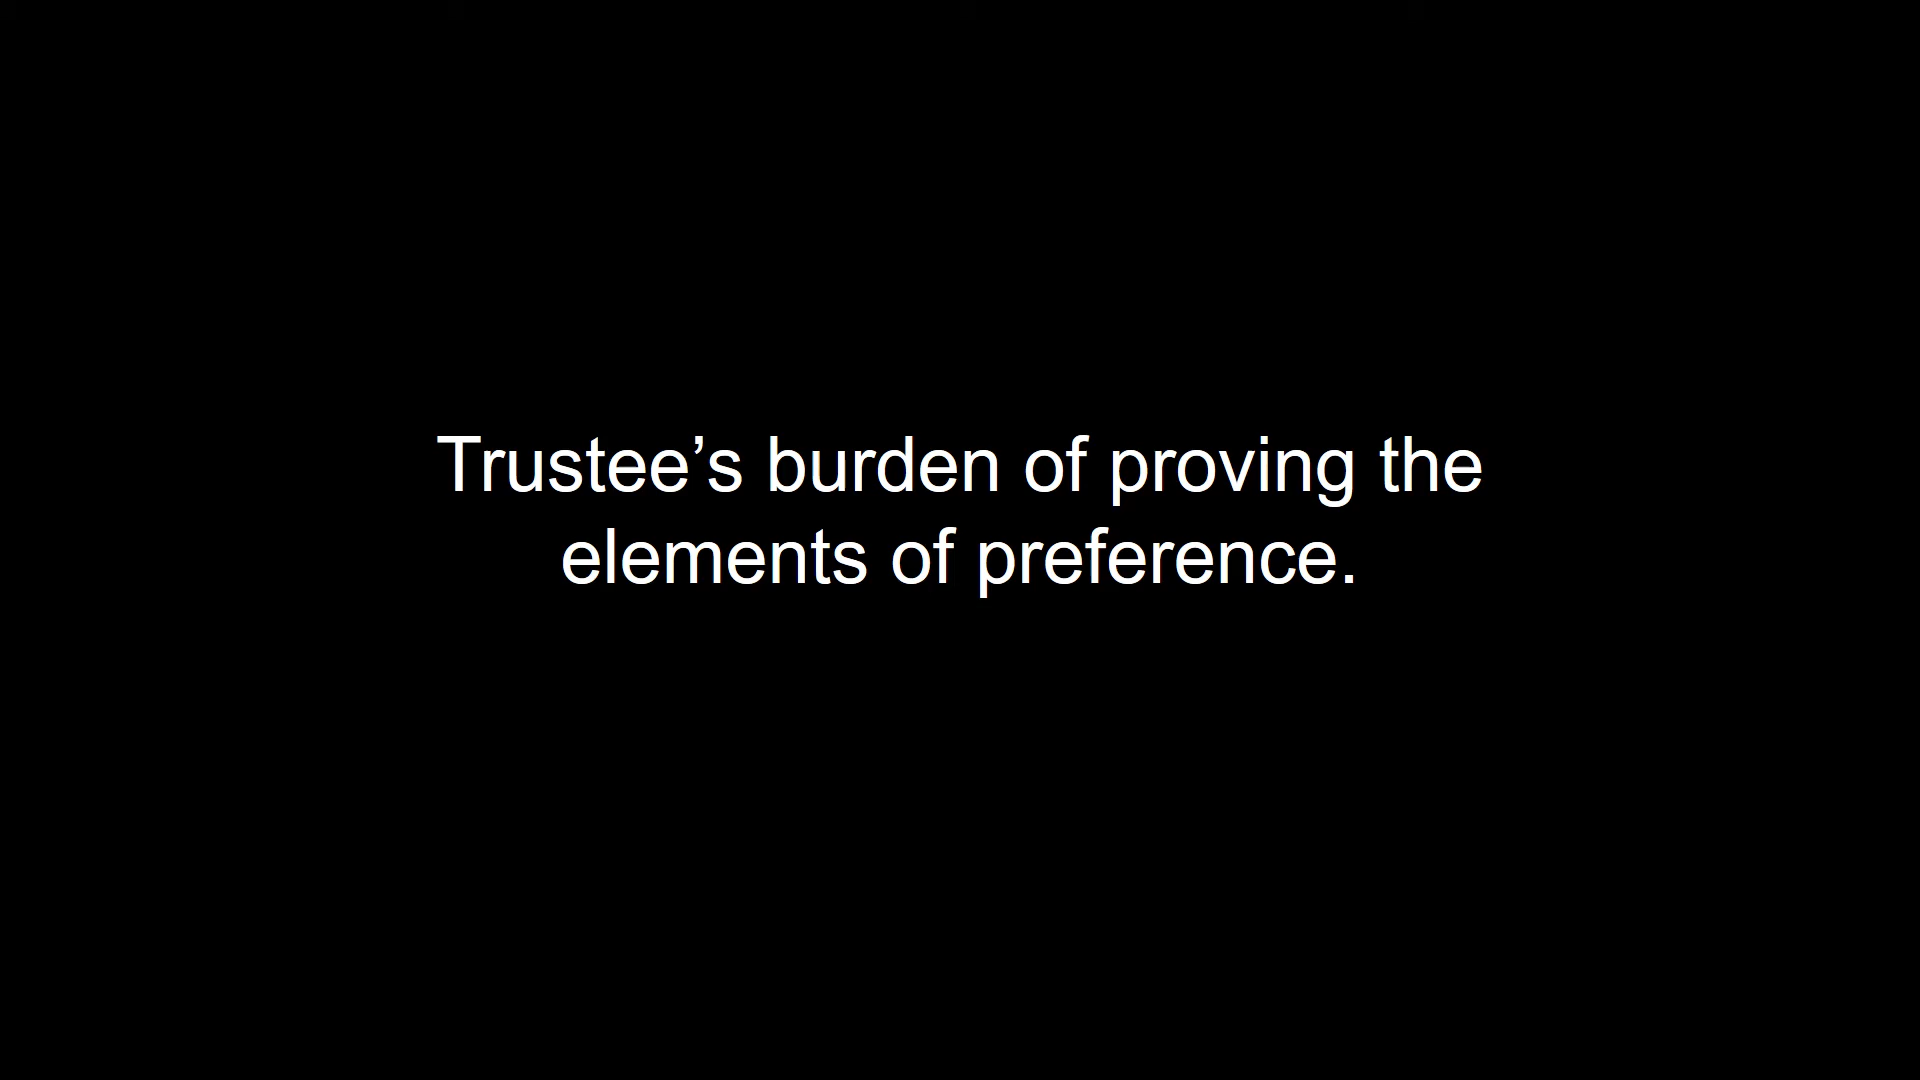 Trustee’s burden of proving the
elements of preference.